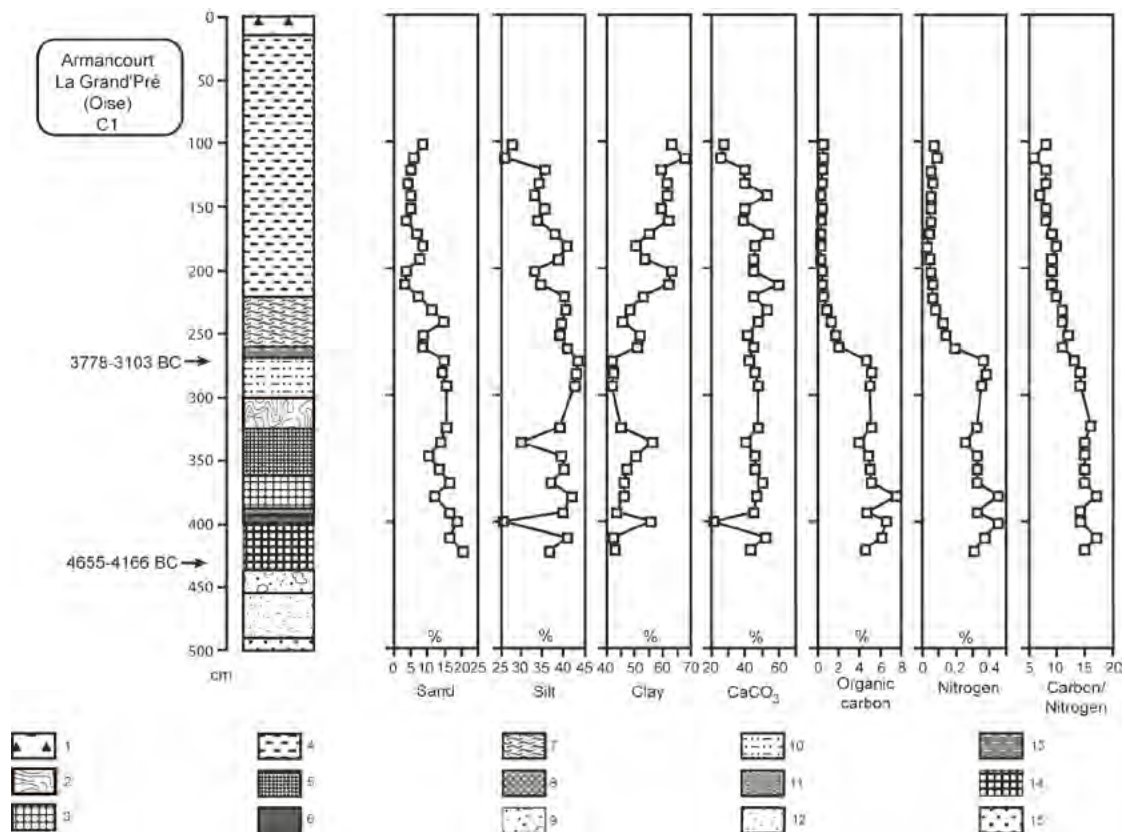 Armancourt
La Grand'Pré
(Oise)
C1
0
50
100
150
200
250
300
350
400
450
500
cm
3778-3103 BC
4655-4166 BC
% % % % % %
0 5 10 15 20 25
25 30 35 40 45
40 50 60 70
20 40 60 80
0 2 4 6 8
0 0,2 0,4
5 10 15 20
Sand
Silt
Clay
CaCO3
Organic
carbon
Nitrogen
Carbon/
Nitrogen
1
2
3
4
5
6
7
8
9
10
11
12
13
14
15